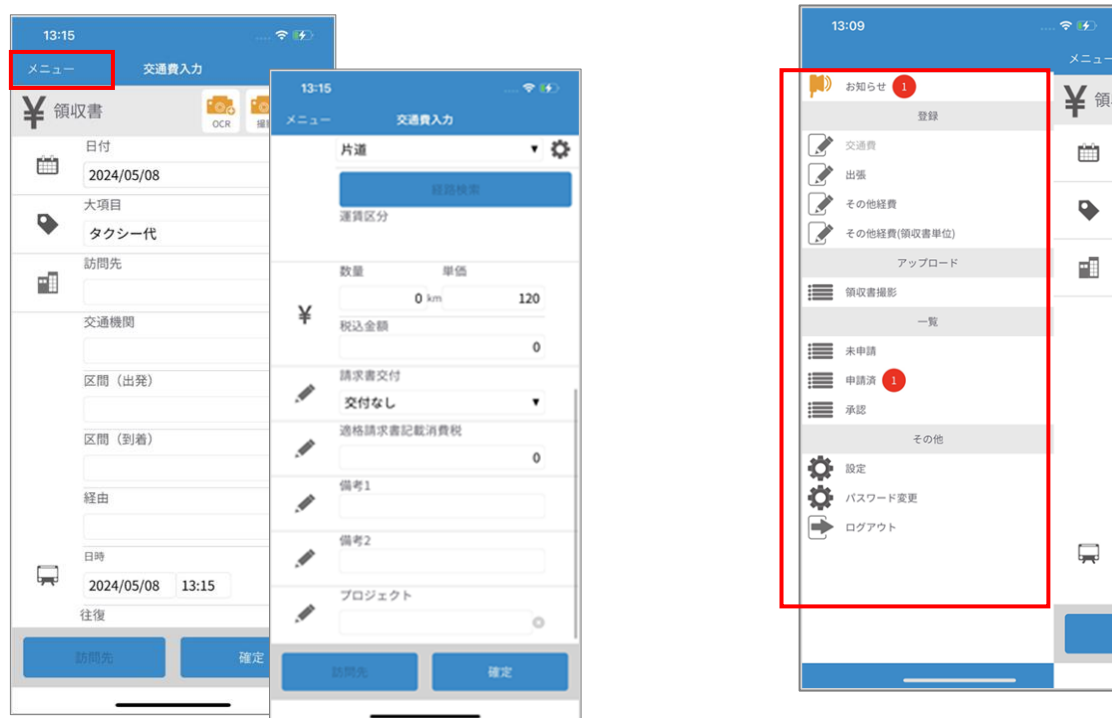 13:15
メニュー 交通費入力
領収書
OCR
日付
2024/05/08
大項目
タクシー代
訪問先
交通機関
区間（出発）
区間（到着）
経由
日時
2024/05/08 13:15
往復
訪問先 確定
13:15
メニュー 交通費入力
片道
経路検索
運賃区分
数量 単価
0 km 120
税込金額
0
請求書交付
交付なし
適格請求書記載消費税
0
備考1
備考2
プロジェクト
訪問先 確定
13:09
メニュー
お知らせ 1
登録
交通費
出張
その他経費
その他経費(領収書単位)
アップロード
領収書撮影
一覧
未申請
申請済 1
承認
その他
設定
パスワード変更
ログアウト